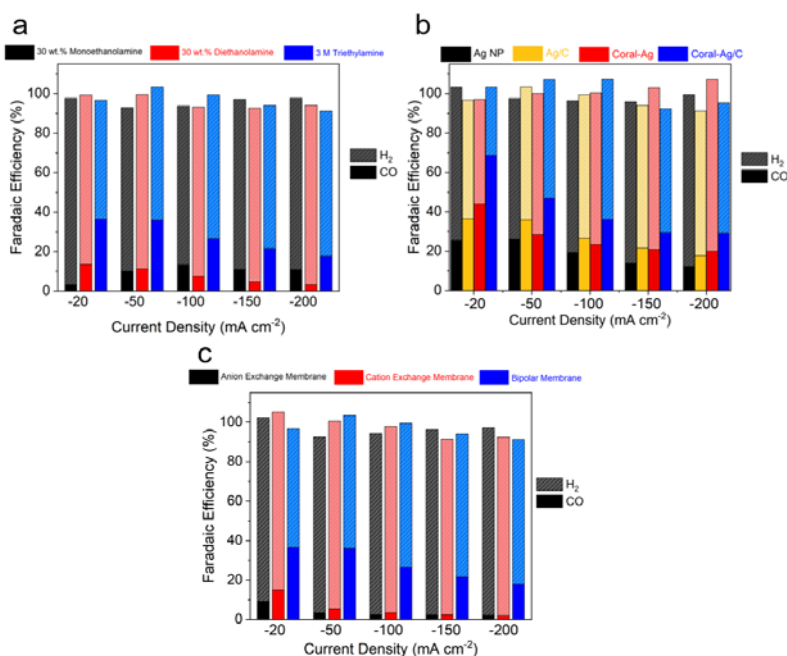 a
30 wt.% Monoethanolamine 30 wt.% Diethanolamine 3 M Triethylamine
Faradaic Efficiency (%)
100
80
60
40
20
0
-20 -50 -100 -150 -200
Current Density (mA cm⁻²)
H₂
CO
b
Ag NP Ag/C Coral-Ag Coral-Ag/C
Faradaic Efficiency (%)
100
80
60
40
20
0
-20 -50 -100 -150 -200
Current Density (mA cm⁻²)
H₂
CO
c
Anion Exchange Membrane Cation Exchange Membrane Bipolar Membrane
Faradaic Efficiency (%)
100
80
60
40
20
0
-20 -50 -100 -150 -200
Current Density (mA cm⁻²)
H₂
CO